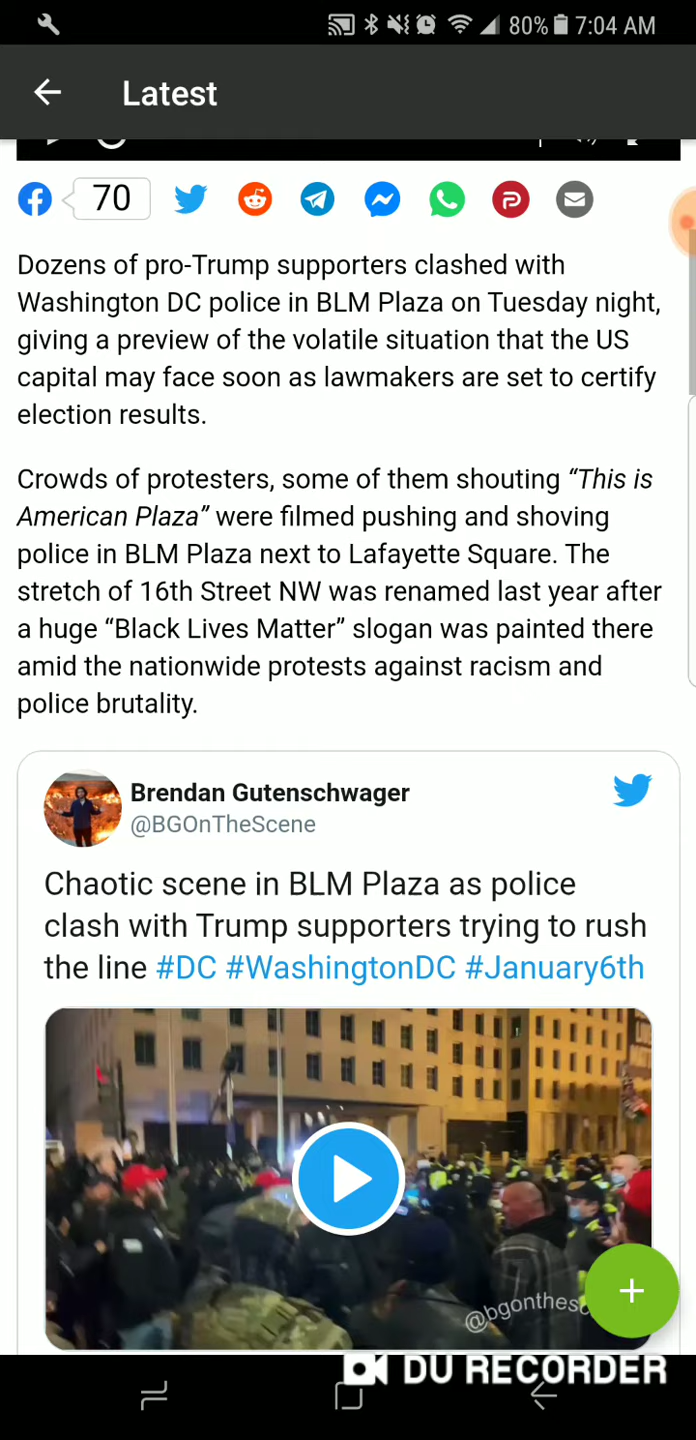 80% 7:04 AM
Latest
70
Dozens of pro-Trump supporters clashed with
Washington DC police in BLM Plaza on Tuesday night,
giving a preview of the volatile situation that the US
capital may face soon as lawmakers are set to certify
election results.
Crowds of protesters, some of them shouting “This is
American Plaza” were filmed pushing and shoving
police in BLM Plaza next to Lafayette Square. The
stretch of 16th Street NW was renamed last year after
a huge “Black Lives Matter” slogan was painted there
amid the nationwide protests against racism and
police brutality.
Brendan Gutenschwager
@BGOnTheScene
Chaotic scene in BLM Plaza as police
clash with Trump supporters trying to rush
the line #DC #WashingtonDC #January6th
+
DU RECORDER